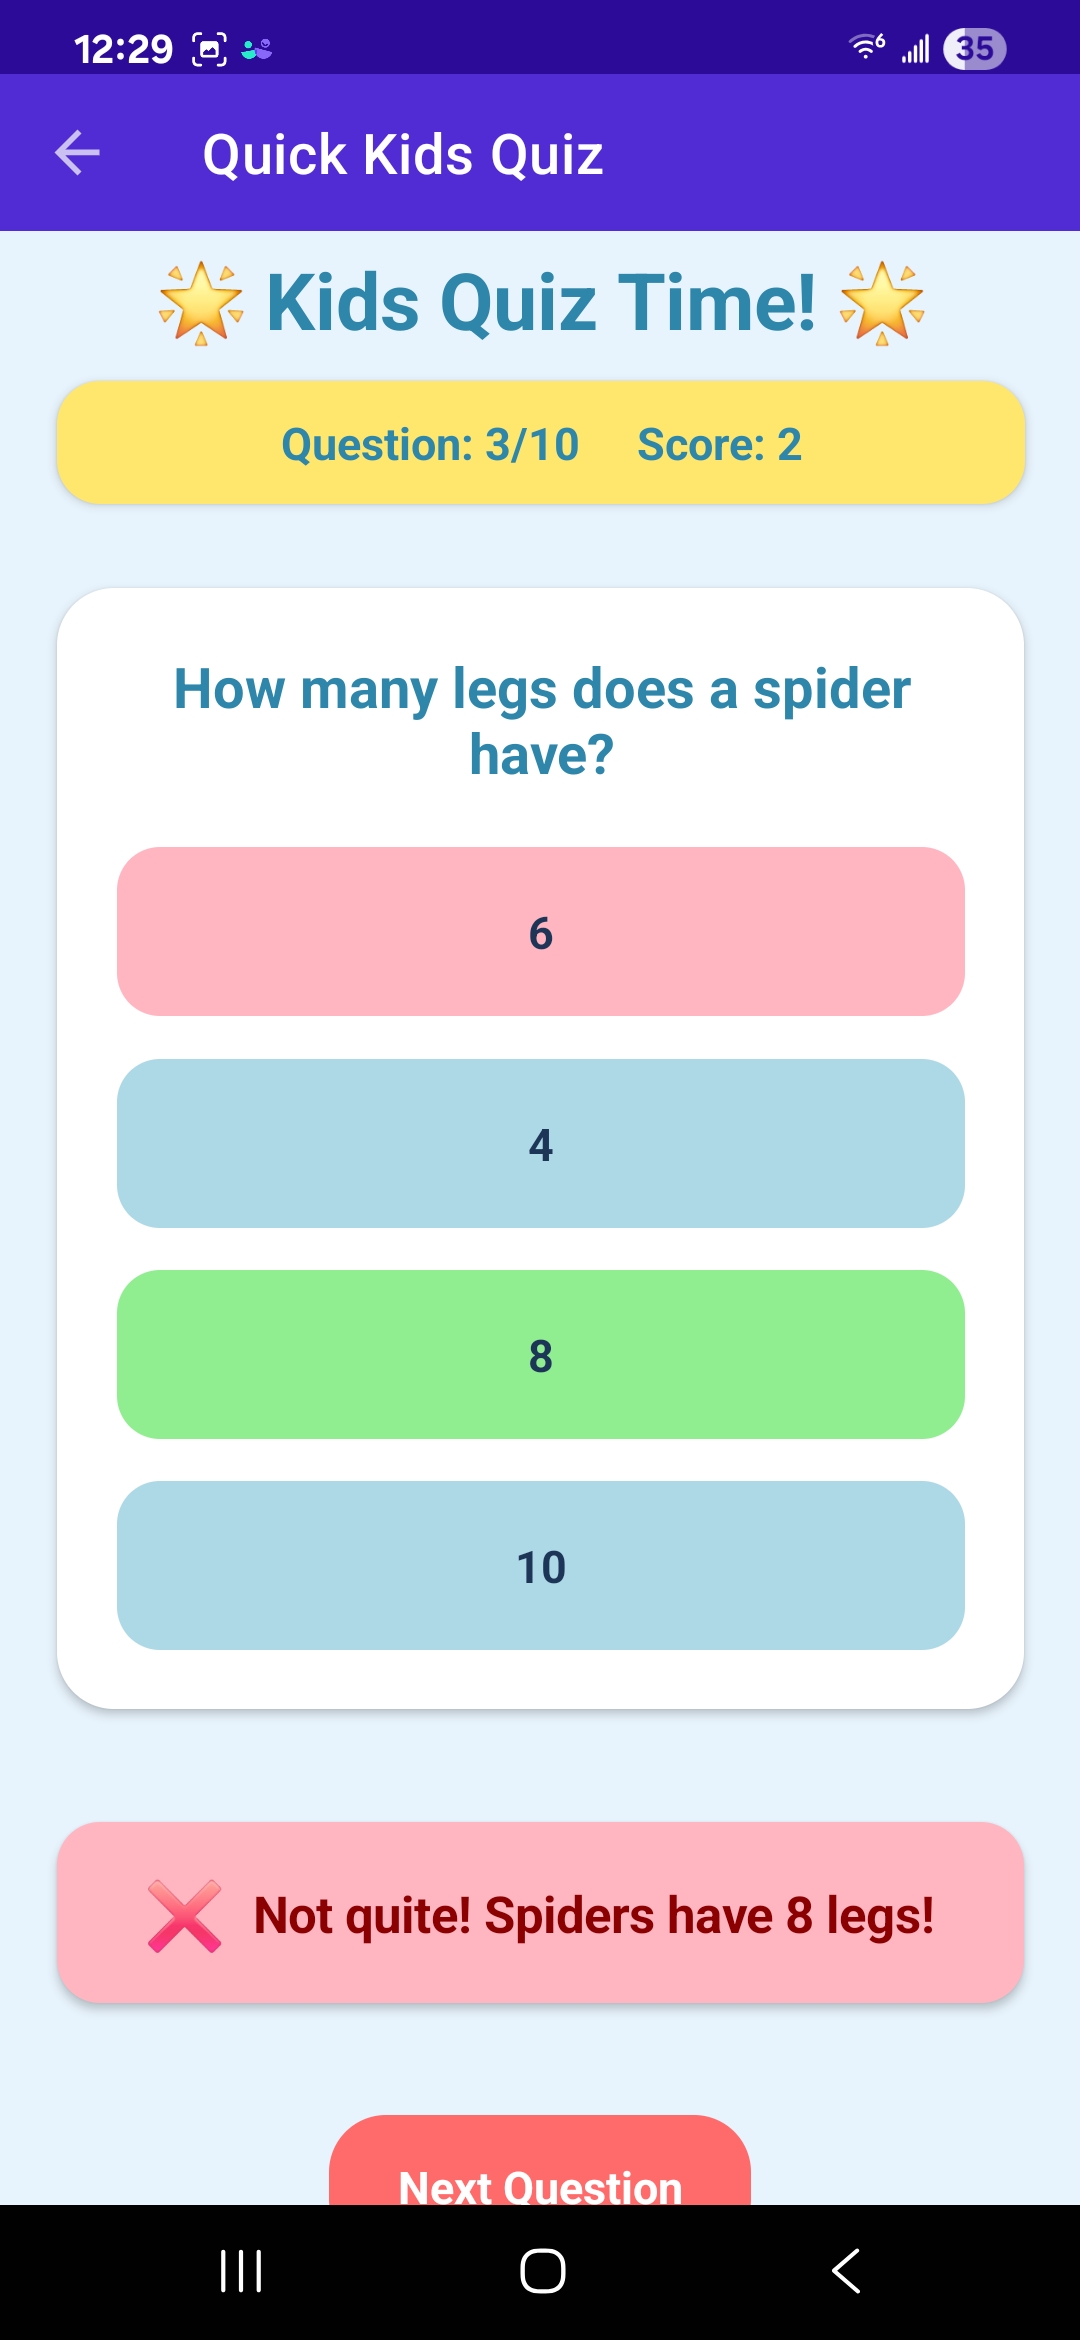 12:29
6
35
Quick Kids Quiz
Kids Quiz Time!
Question: 3/10 Score: 2
How many legs does a spider
have?
6
4
8
10
Not quite! Spiders have 8 legs!
Next Question